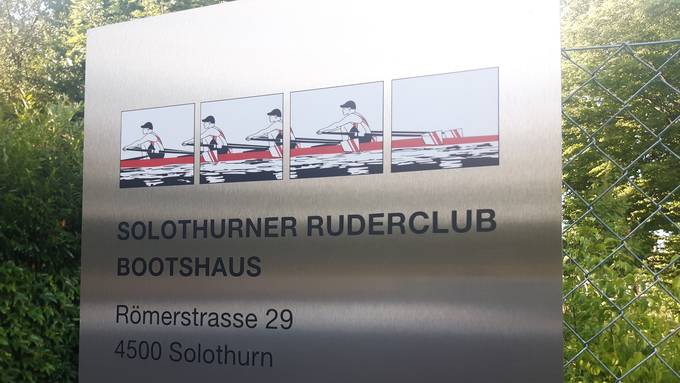 SOLOTHURNER RUDERCLUB
BOOTSHAUS
Römerstrasse 29
4500 Solothurn